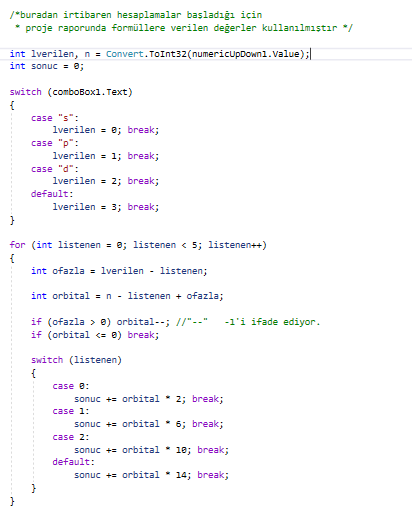 /*buradan irtibaren hesaplamalar başladığı için
 * proje raporunda formüllere verilen değerler kullanılmıştır */
int lverilen, n = Convert.ToInt32(numericUpDown1.Value);
int sonuc = 0;
switch (comboBox1.Text)
{
    case "s":
        lverilen = 0; break;
    case "p":
        lverilen = 1; break;
    case "d":
        lverilen = 2; break;
    default:
        lverilen = 3; break;
}
for (int listenen = 0; listenen < 5; listenen++)
{
    int ofazla = lverilen - listenen;
    int orbital = n - listenen + ofazla;
    if (ofazla > 0) orbital--; //"--"   -1'i ifade ediyor.
    if (orbital <= 0) break;
    switch (listenen)
    {
        case 0:
            sonuc += orbital * 2; break;
        case 1:
            sonuc += orbital * 6; break;
        case 2:
            sonuc += orbital * 10; break;
        default:
            sonuc += orbital * 14; break;
    }
}